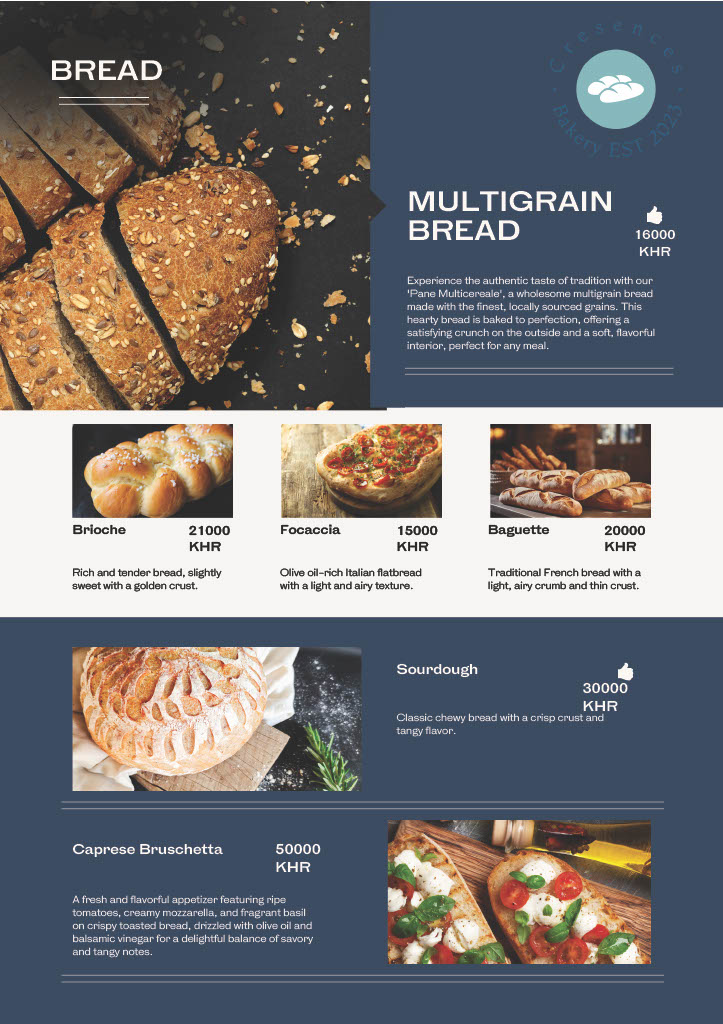 BREAD
Cresences
Bakery EST 2023
MULTIGRAIN
BREAD
16000
KHR
Experience the authentic taste of tradition with our
'Pane Multicereale', a wholesome multigrain bread
made with the finest, locally sourced grains. This
hearty bread is baked to perfection, offering a
satisfying crunch on the outside and a soft, flavorful
interior, perfect for any meal.
Brioche
21000
KHR
Rich and tender bread, slightly
sweet with a golden crust.
Focaccia
15000
KHR
Olive oil-rich Italian flatbread
with a light and airy texture.
Baguette
20000
KHR
Traditional French bread with a
light, airy crumb and thin crust.
Sourdough
30000
KHR
Classic chewy bread with a crisp crust and
tangy flavor.
Caprese Bruschetta
50000
KHR
A fresh and flavorful appetizer featuring ripe
tomatoes, creamy mozzarella, and fragrant basil
on crispy toasted bread, drizzled with olive oil and
balsamic vinegar for a delightful balance of savory
and tangy notes.